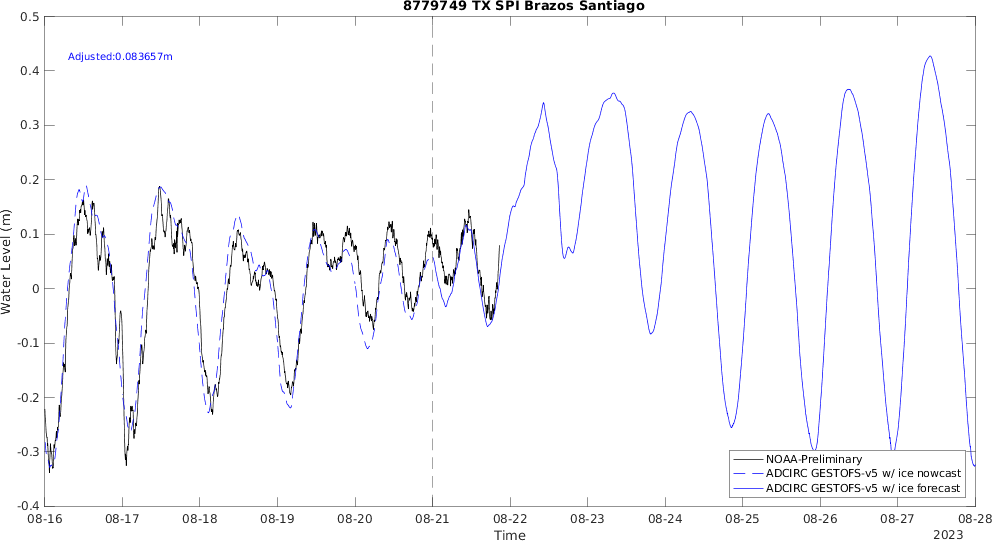 8779749 TX SPI Brazos Santiago
Adjusted:0.083657m
Water Level (m)
0.5
0.4
0.3
0.2
0.1
0
-0.1
-0.2
-0.3
-0.4
NOAA-Preliminary
ADCIRC GESTOFS-v5 w/ ice nowcast
ADCIRC GESTOFS-v5 w/ ice forecast
08-16 08-17 08-18 08-19 08-20 08-21 08-22 08-23 08-24 08-25 08-26 08-27 08-28
Time
2023